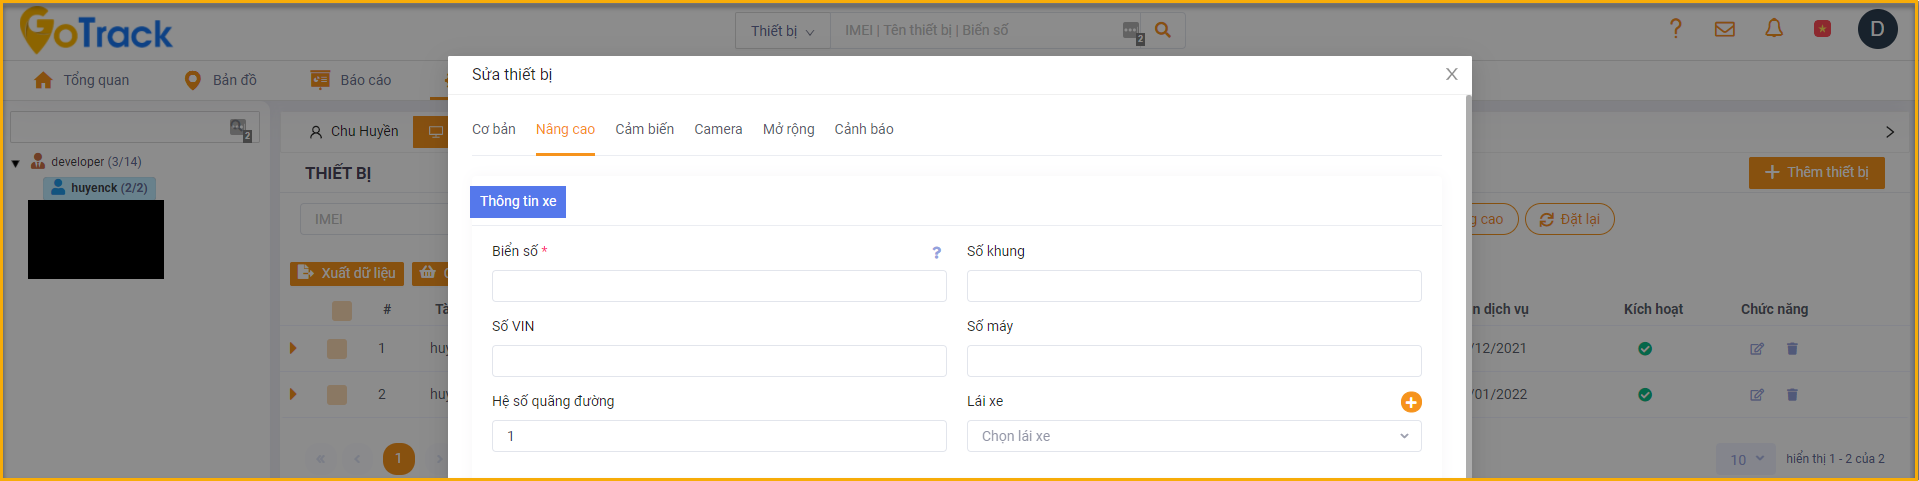 GoTrack
Thiết bị
IMEI | Tên thiết bị | Biển số
2
D
Tổng quan
Bản đồ
Báo cáo
Sửa thiết bị
2
Chu Huyền
Cơ bản
Nâng cao
Cảm biến
Camera
Mở rộng
Cảnh báo
developer (3/14)
huyenck (2/2)
THIẾT BỊ
Thêm thiết bị
Thông tin xe
IMEI
cao
Đặt lại
Biển số *
?
Số khung
Xuất dữ liệu
Số VIN
Số máy
#
n dịch vụ
Kích hoạt
Chức năng
1
huy
/12/2021
2
huy
/01/2022
Hệ số quãng đường
Lái xe
1
Chọn lái xe
« ‹ 1 ›
10
hiển thị 1 - 2 của 2